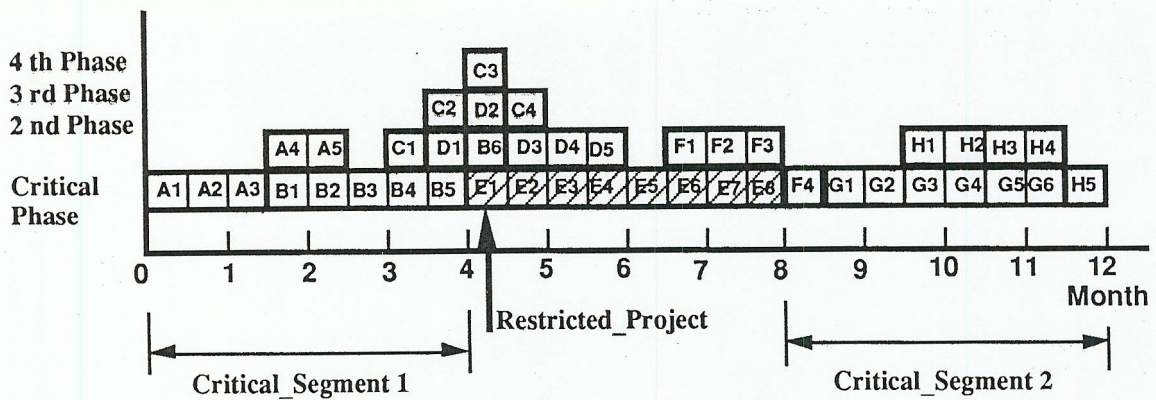 4 th Phase C3
3 rd Phase C2 D2 C4
2 nd Phase A4 A5 C1 D1 B6 D3 D4 D5 F1 F2 F3 H1 H2 H3 H4
Critical Phase A1 A2 A3 B1 B2 B3 B4 B5 E1 E2 E3 E4 E5 E6 E7 E8 F4 G1 G2 G3 G4 G5 G6 H5
0 1 2 3 4 5 6 7 8 9 10 11 12
Month
Restricted_Project
Critical_Segment 1 Critical_Segment 2